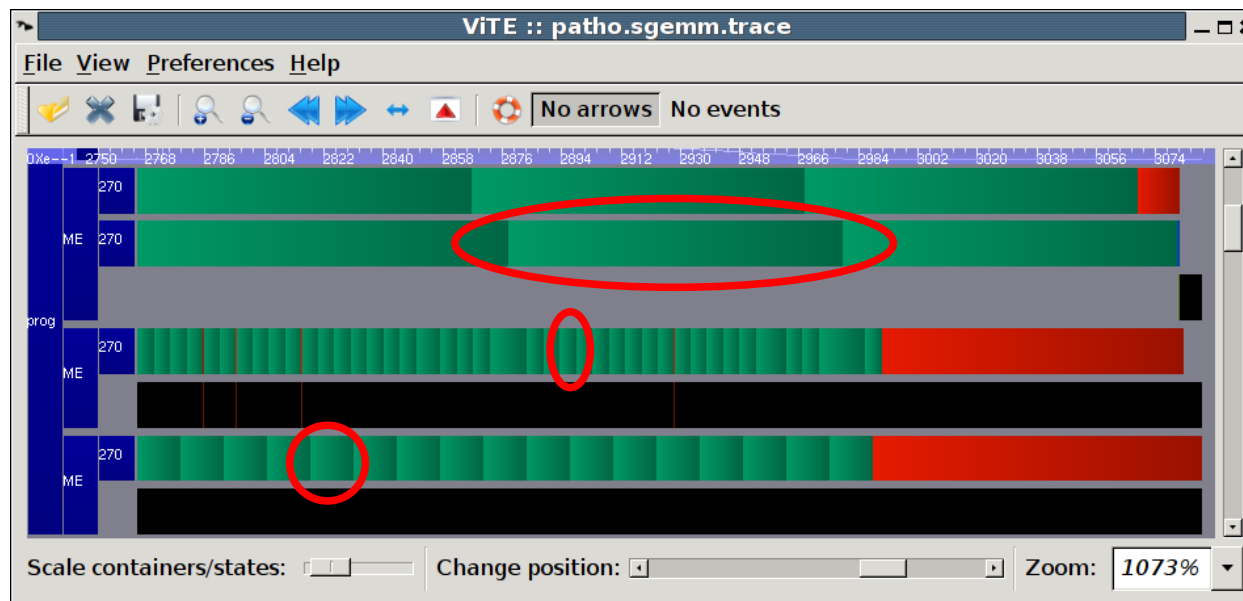 ViTE :: patho.sgemm.trace
File View Preferences Help
No arrows No events
0Xe--1 2750 2768 2786 2804 2822 2840 2858 2876 2894 2912 2930 2948 2966 2984 3002 3020 3038 3056 3074
270
ME 270
prog
270
ME
270
ME
Scale containers/states: Change position: Zoom: 1073%